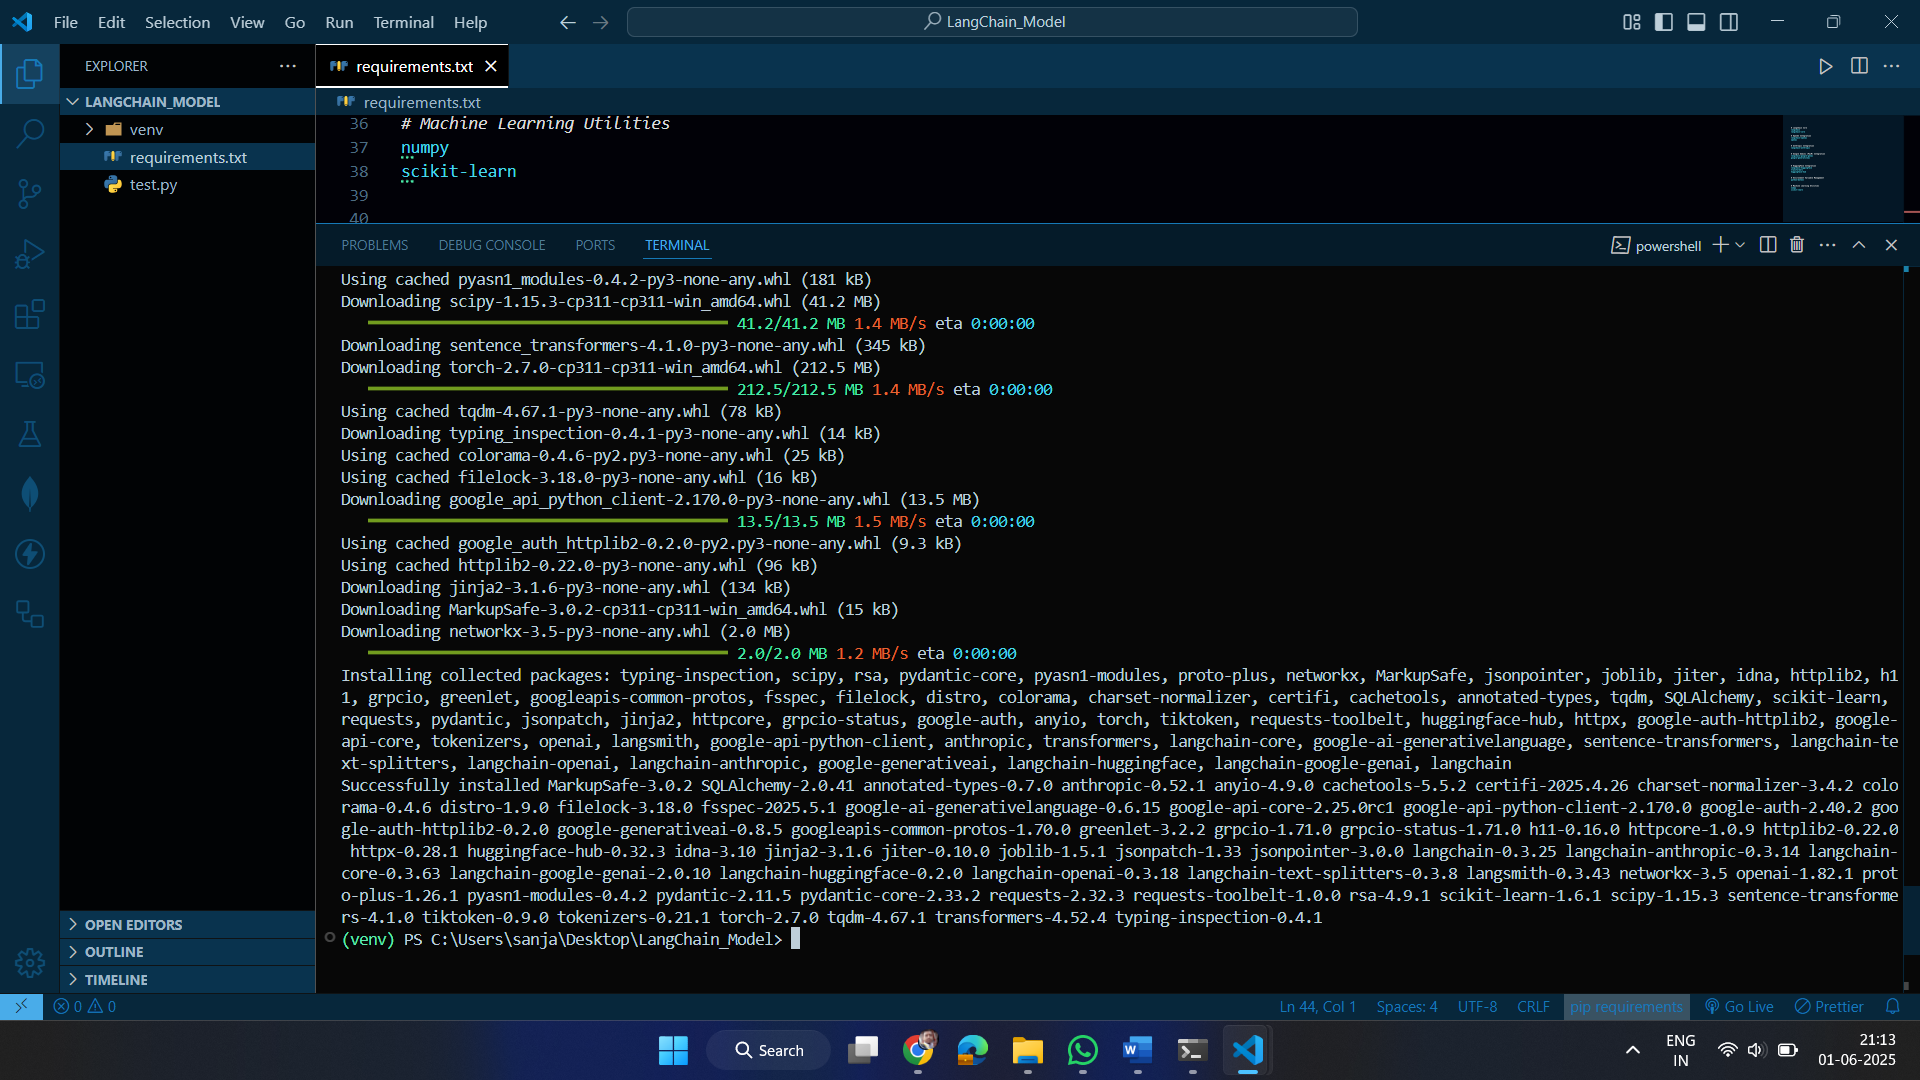 File Edit Selection View Go Run Terminal Help
LangChain_Model
EXPLORER
LANGCHAIN_MODEL
venv
requirements.txt
test.py
OPEN EDITORS
OUTLINE
TIMELINE
requirements.txt
requirements.txt
36 # Machine Learning Utilities
37 numpy
38 scikit-learn
39
40
PROBLEMS DEBUG CONSOLE PORTS TERMINAL
powershell
Using cached pyasn1_modules-0.4.2-py3-none-any.whl (181 kB)
Downloading scipy-1.15.3-cp311-cp311-win_amd64.whl (41.2 MB)
41.2/41.2 MB 1.4 MB/s eta 0:00:00
Downloading sentence_transformers-4.1.0-py3-none-any.whl (345 kB)
Downloading torch-2.7.0-cp311-cp311-win_amd64.whl (212.5 MB)
212.5/212.5 MB 1.4 MB/s eta 0:00:00
Using cached tqdm-4.67.1-py3-none-any.whl (78 kB)
Downloading typing_inspection-0.4.1-py3-none-any.whl (14 kB)
Using cached colorama-0.4.6-py2.py3-none-any.whl (25 kB)
Using cached filelock-3.18.0-py3-none-any.whl (16 kB)
Downloading google_api_python_client-2.170.0-py3-none-any.whl (13.5 MB)
13.5/13.5 MB 1.5 MB/s eta 0:00:00
Using cached google_auth_httplib2-0.2.0-py2.py3-none-any.whl (9.3 kB)
Using cached httplib2-0.22.0-py3-none-any.whl (96 kB)
Downloading jinja2-3.1.6-py3-none-any.whl (134 kB)
Downloading MarkupSafe-3.0.2-cp311-cp311-win_amd64.whl (15 kB)
Downloading networkx-3.5-py3-none-any.whl (2.0 MB)
2.0/2.0 MB 1.2 MB/s eta 0:00:00
Installing collected packages: typing-inspection, scipy, rsa, pydantic-core, pyasn1-modules, proto-plus, networkx, MarkupSafe, jsonpointer, joblib, jiter, idna, httplib2, h1
1, grpcio, greenlet, googleapis-common-protos, fsspec, filelock, distro, colorama, charset-normalizer, certifi, cachetools, annotated-types, tqdm, SQLAlchemy, scikit-learn,
requests, pydantic, jsonpatch, jinja2, httpcore, grpcio-status, google-auth, anyio, torch, tiktoken, requests-toolbelt, huggingface-hub, httpx, google-auth-httplib2, google-
api-core, tokenizers, openai, langsmith, google-api-python-client, anthropic, transformers, langchain-core, google-ai-generativelanguage, sentence-transformers, langchain-te
xt-splitters, langchain-openai, langchain-anthropic, google-generativeai, langchain-huggingface, langchain-google-genai, langchain
Successfully installed MarkupSafe-3.0.2 SQLAlchemy-2.0.41 annotated-types-0.7.0 anthropic-0.52.1 anyio-4.9.0 cachetools-5.5.2 certifi-2025.4.26 charset-normalizer-3.4.2 colo
rama-0.4.6 distro-1.9.0 filelock-3.18.0 fsspec-2025.5.1 google-ai-generativelanguage-0.6.15 google-api-core-2.25.0rc1 google-api-python-client-2.170.0 google-auth-2.40.2 goo
gle-auth-httplib2-0.2.0 google-generativeai-0.8.5 googleapis-common-protos-1.70.0 greenlet-3.2.2 grpcio-1.71.0 grpcio-status-1.71.0 h11-0.16.0 httpcore-1.0.9 httplib2-0.22.0
httpx-0.28.1 huggingface-hub-0.32.3 idna-3.10 jinja2-3.1.6 jiter-0.10.0 joblib-1.5.1 jsonpatch-1.33 jsonpointer-3.0.0 langchain-0.3.25 langchain-anthropic-0.3.14 langchain-
core-0.3.63 langchain-google-genai-2.0.10 langchain-huggingface-0.2.0 langchain-openai-0.3.18 langchain-text-splitters-0.3.8 langsmith-0.3.43 networkx-3.5 openai-1.82.1 prot
o-plus-1.26.1 pyasn1-modules-0.4.2 pydantic-2.11.5 pydantic-core-2.33.2 requests-2.32.3 requests-toolbelt-1.0.0 rsa-4.9.1 scikit-learn-1.6.1 scipy-1.15.3 sentence-transforme
rs-4.1.0 tiktoken-0.9.0 tokenizers-0.21.1 torch-2.7.0 tqdm-4.67.1 transformers-4.52.4 typing-inspection-0.4.1
(venv) PS C:\Users\sanja\Desktop\LangChain_Model>
0 0
Ln 44, Col 1 Spaces: 4 UTF-8 CRLF pip requirements Go Live Prettier
Search
ENG
IN
21:13
01-06-2025